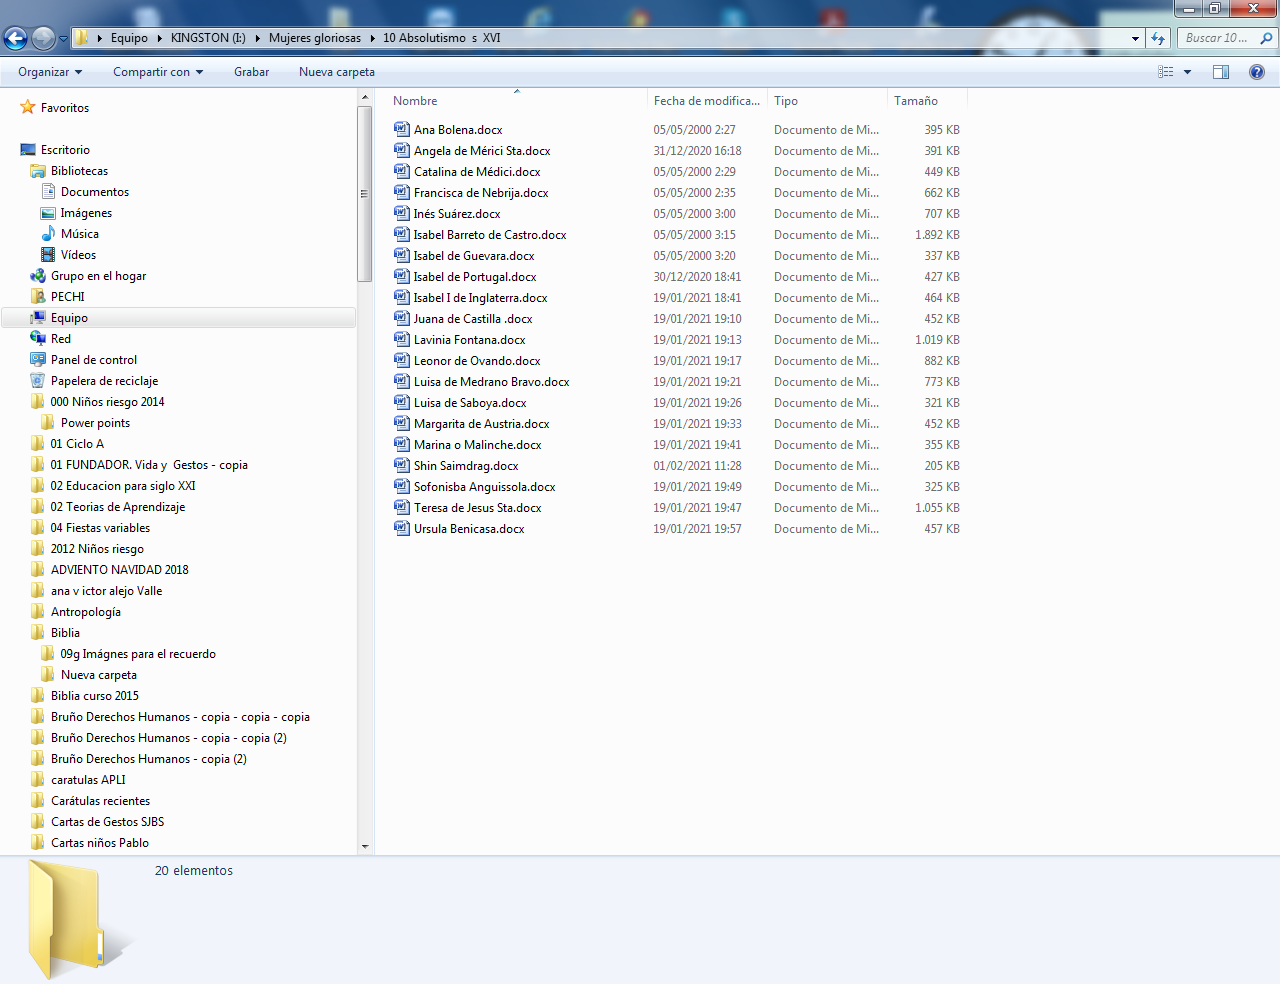 Equipo ▸ KINGSTON (I:) ▸ Mujeres gloriosas ▸ 10 Absolutismo s XVI
Buscar 10 ...
Organizar Compartir con Grabar Nueva carpeta
Favoritos
Escritorio
Bibliotecas
Documentos
Imágenes
Música
Vídeos
Grupo en el hogar
PECHI
Equipo
Red
Panel de control
Papelera de reciclaje
000 Niños riesgo 2014
Power points
01 Ciclo A
01 FUNDADOR. Vida y Gestos - copia
02 Educacion para siglo XXI
02 Teorias de Aprendizaje
04 Fiestas variables
2012 Niños riesgo
ADVIENTO NAVIDAD 2018
ana v ictor alejo Valle
Antropología
Biblia
09g Imágnes para el recuerdo
Nueva carpeta
Biblia curso 2015
Bruño Derechos Humanos - copia - copia - copia
Bruño Derechos Humanos - copia - copia (2)
Bruño Derechos Humanos - copia (2)
caratulas APLI
Carátulas recientes
Cartas de Gestos SJBS
Cartas niños Pablo
Nombre Fecha de modifica... Tipo Tamaño
Ana Bolena.docx 05/05/2000 2:27 Documento de Mi... 395 KB
Angela de Mérici Sta.docx 31/12/2020 16:18 Documento de Mi... 391 KB
Catalina de Médici.docx 05/05/2000 2:29 Documento de Mi... 449 KB
Francisca de Nebrija.docx 05/05/2000 2:35 Documento de Mi... 662 KB
Inés Suárez.docx 05/05/2000 3:00 Documento de Mi... 707 KB
Isabel Barreto de Castro.docx 05/05/2000 3:15 Documento de Mi... 1.892 KB
Isabel de Guevara.docx 05/05/2000 3:20 Documento de Mi... 337 KB
Isabel de Portugal.docx 30/12/2020 18:41 Documento de Mi... 427 KB
Isabel I de Inglaterra.docx 19/01/2021 18:41 Documento de Mi... 464 KB
Juana de Castilla .docx 19/01/2021 19:10 Documento de Mi... 452 KB
Lavinia Fontana.docx 19/01/2021 19:13 Documento de Mi... 1.019 KB
Leonor de Ovando.docx 19/01/2021 19:17 Documento de Mi... 882 KB
Luisa de Medrano Bravo.docx 19/01/2021 19:21 Documento de Mi... 773 KB
Luisa de Saboya.docx 19/01/2021 19:26 Documento de Mi... 321 KB
Margarita de Austria.docx 19/01/2021 19:33 Documento de Mi... 452 KB
Marina o Malinche.docx 19/01/2021 19:41 Documento de Mi... 355 KB
Shin Saimdrag.docx 01/02/2021 11:28 Documento de Mi... 205 KB
Sofonisba Anguissola.docx 19/01/2021 19:49 Documento de Mi... 325 KB
Teresa de Jesus Sta.docx 19/01/2021 19:47 Documento de Mi... 1.055 KB
Ursula Benicasa.docx 19/01/2021 19:57 Documento de Mi... 457 KB
20 elementos